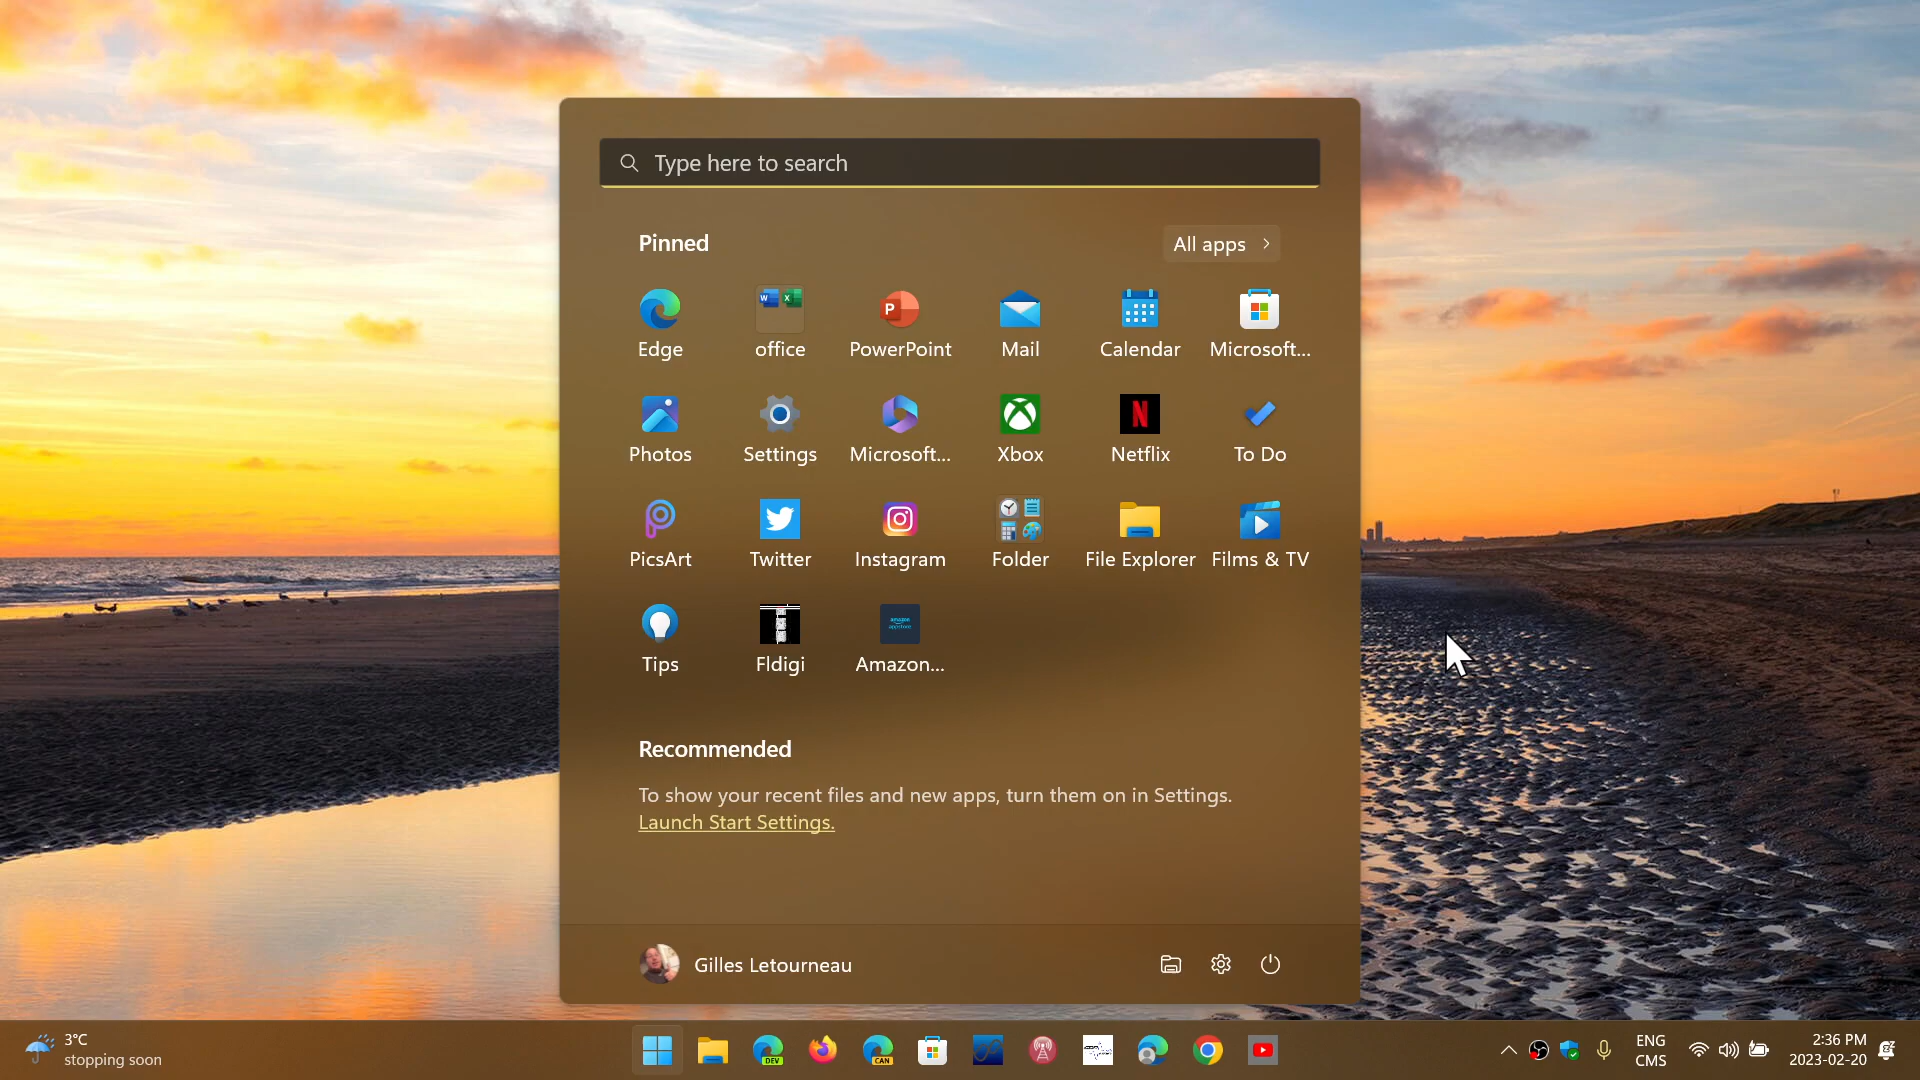 Type here to search
Pinned
All apps
Edge
office
PowerPoint
Mail
Calendar
Microsoft...
Photos
Settings
Microsoft...
Xbox
Netflix
To Do
PicsArt
Twitter
Instagram
Folder
File Explorer
Films & TV
Tips
Fldigi
Amazon...
Recommended
To show your recent files and new apps, turn them on in Settings.
Launch Start Settings.
Gilles Letourneau
3°C
stopping soon
DEV
CAN
ENG
CMS
2:36 PM
2023-02-20